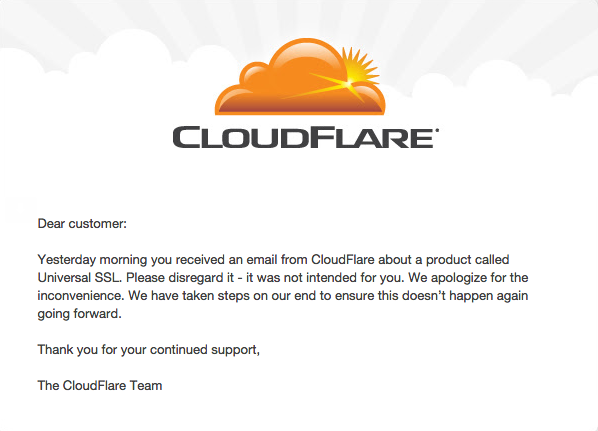 CLOUDFLARE
Dear customer:
Yesterday morning you received an email from CloudFlare about a product called
Universal SSL. Please disregard it - it was not intended for you. We apologize for the
inconvenience. We have taken steps on our end to ensure this doesn't happen again
going forward.
Thank you for your continued support,
The CloudFlare Team